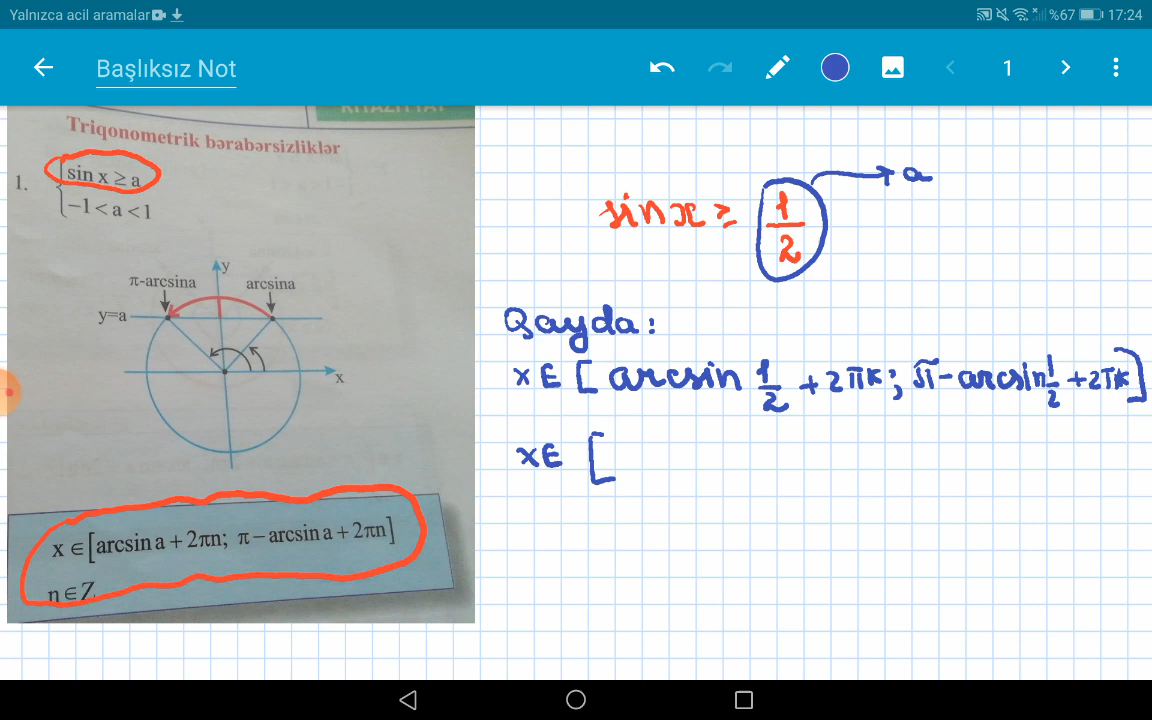 Yalnızca acil aramalar %67 17:24
Başlıksız Not 1
Triqonometrik bərabərsizliklər
1. sin x ≥ a
−1 < a < 1
y
π-arcsina arcsina
y=a
x
x ∈ [arcsin a + 2πn; π − arcsin a + 2πn]
n ∈ Z
sin x ≥ 1/2 → a
Qayda:
x ∈ [arcsin 1/2 + 2πk; π - arcsin 1/2 + 2πk]
x ∈ [